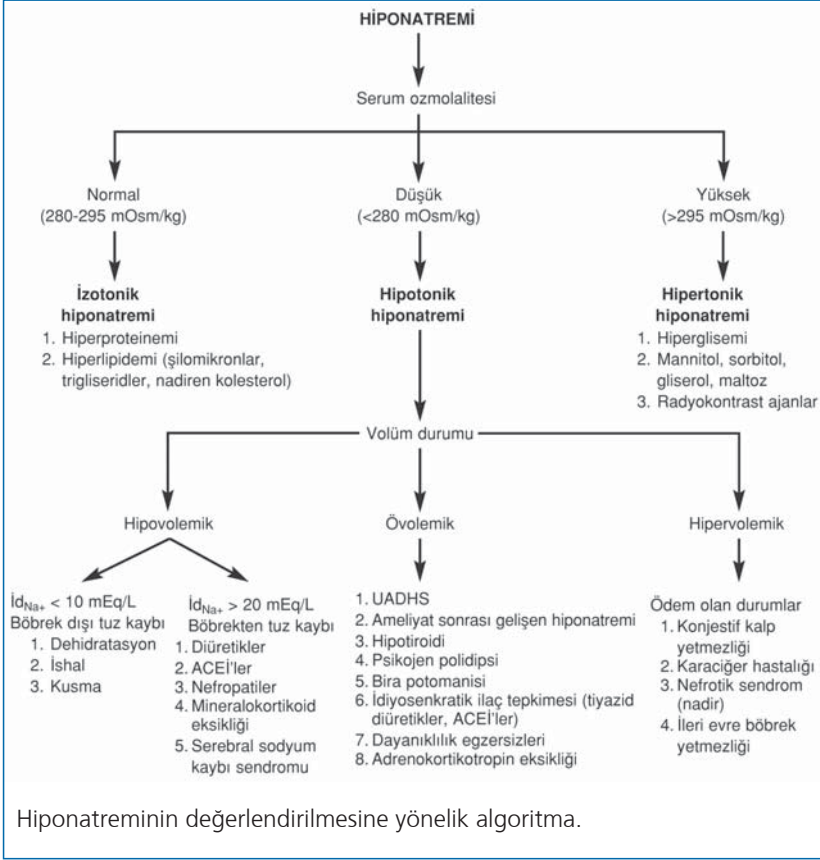 HİPONATREMİ
Serum ozmolalitesi
Normal
(280-295 mOsm/kg)
Düşük
(<280 mOsm/kg)
Yüksek
(>295 mOsm/kg)
İzotonik
hiponatremi
1. Hiperproteinemi
2. Hiperlipidemi (şilomikronlar,
trigliseridler, nadiren kolesterol)
Hipotonik
hiponatremi
Hipertonik
hiponatremi
1. Hiperglisemi
2. Mannitol, sorbitol,
gliserol, maltoz
3. Radyokontrast ajanlar
Volüm durumu
Hipovolemik
Övolemik
Hipervolemik
İdNa+ < 10 mEq/L
Böbrek dışı tuz kaybı
1. Dehidratasyon
2. İshal
3. Kusma
İdNa+ > 20 mEq/L
Böbrekten tuz kaybı
1. Diüretikler
2. ACEİ'ler
3. Nefropatiler
4. Mineralokortikoid
eksikliği
5. Serebral sodyum
kaybı sendromu
1. UADHS
2. Ameliyat sonrası gelişen hiponatremi
3. Hipotiroidi
4. Psikojen polidipsi
5. Bira potomanisi
6. İdiyosenkratik ilaç tepkimesi (tiyazid
diüretikler, ACEİ'ler)
7. Dayanıklılık egzersizleri
8. Adrenokortikotropin eksikliği
Ödem olan durumlar
1. Konjestif kalp
yetmezliği
2. Karaciğer hastalığı
3. Nefrotik sendrom
(nadir)
4. İleri evre böbrek
yetmezliği
Hiponatreminin değerlendirilmesine yönelik algoritma.